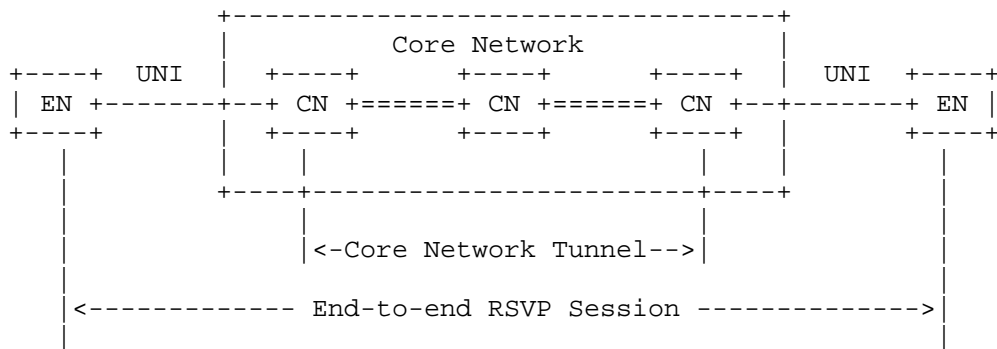 Core Network
UNI UNI
EN CN CN CN EN
<-Core Network Tunnel-->
<------------- End-to-end RSVP Session -------------->